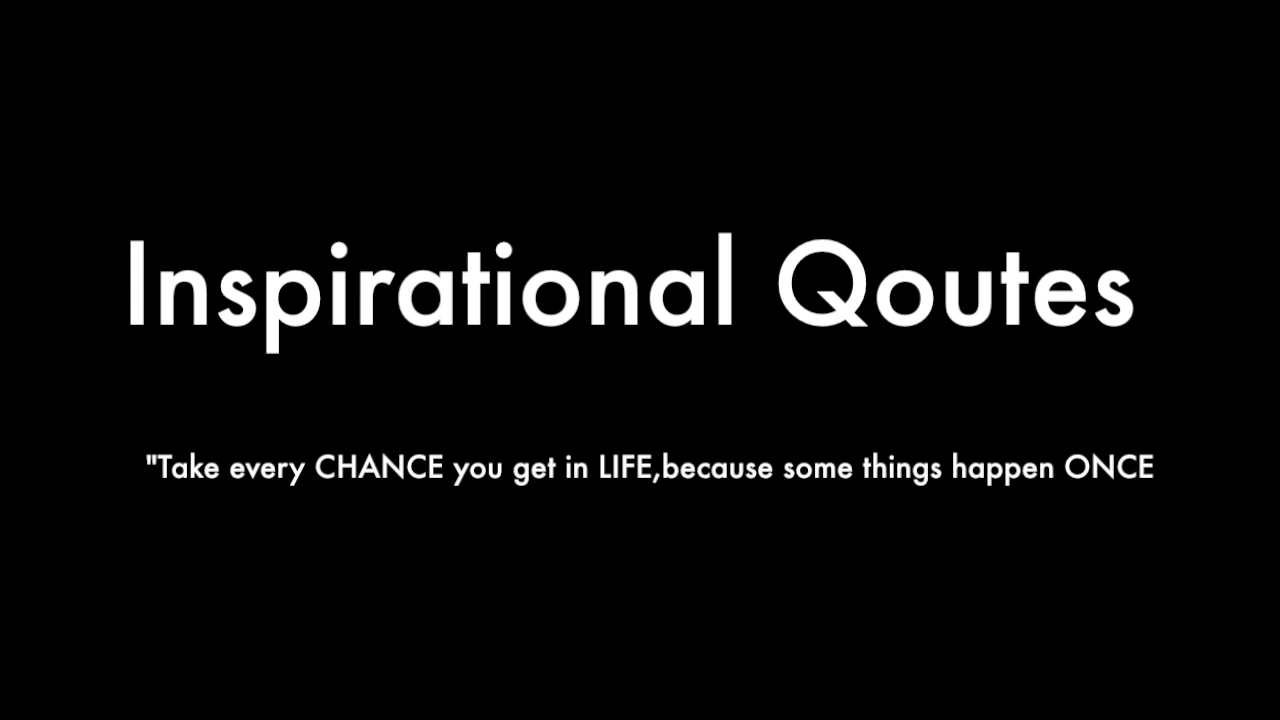 Inspirational Qoutes
"Take every CHANCE you get in LIFE,because some things happen ONCE